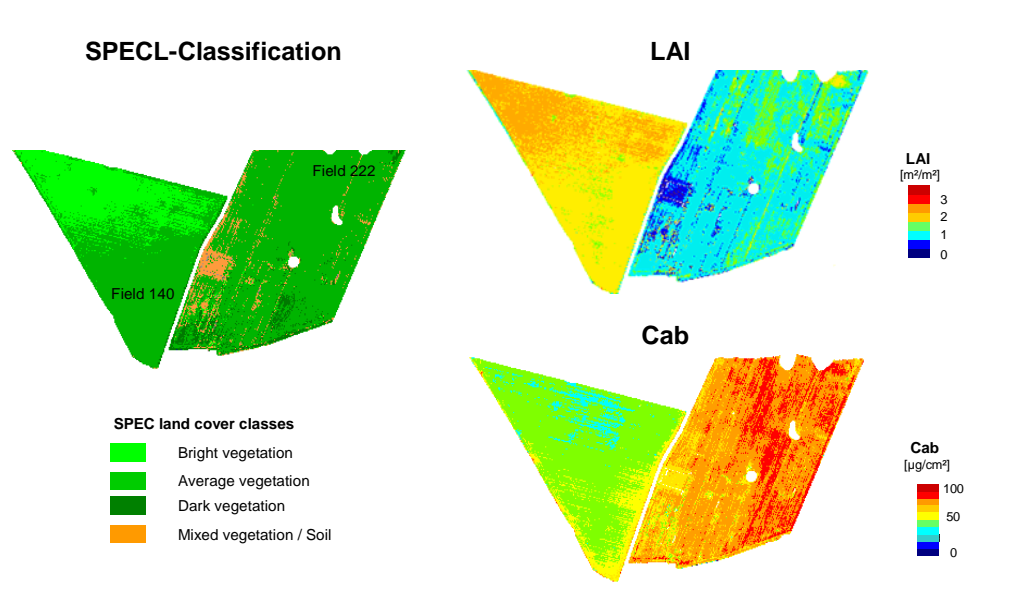 SPECL-Classification
Field 222
Field 140
SPEC land cover classes
Bright vegetation
Average vegetation
Dark vegetation
Mixed vegetation / Soil
LAI
LAI
[m²/m²]
3
2
1
0
Cab
Cab
[µg/cm²]
100
50
0